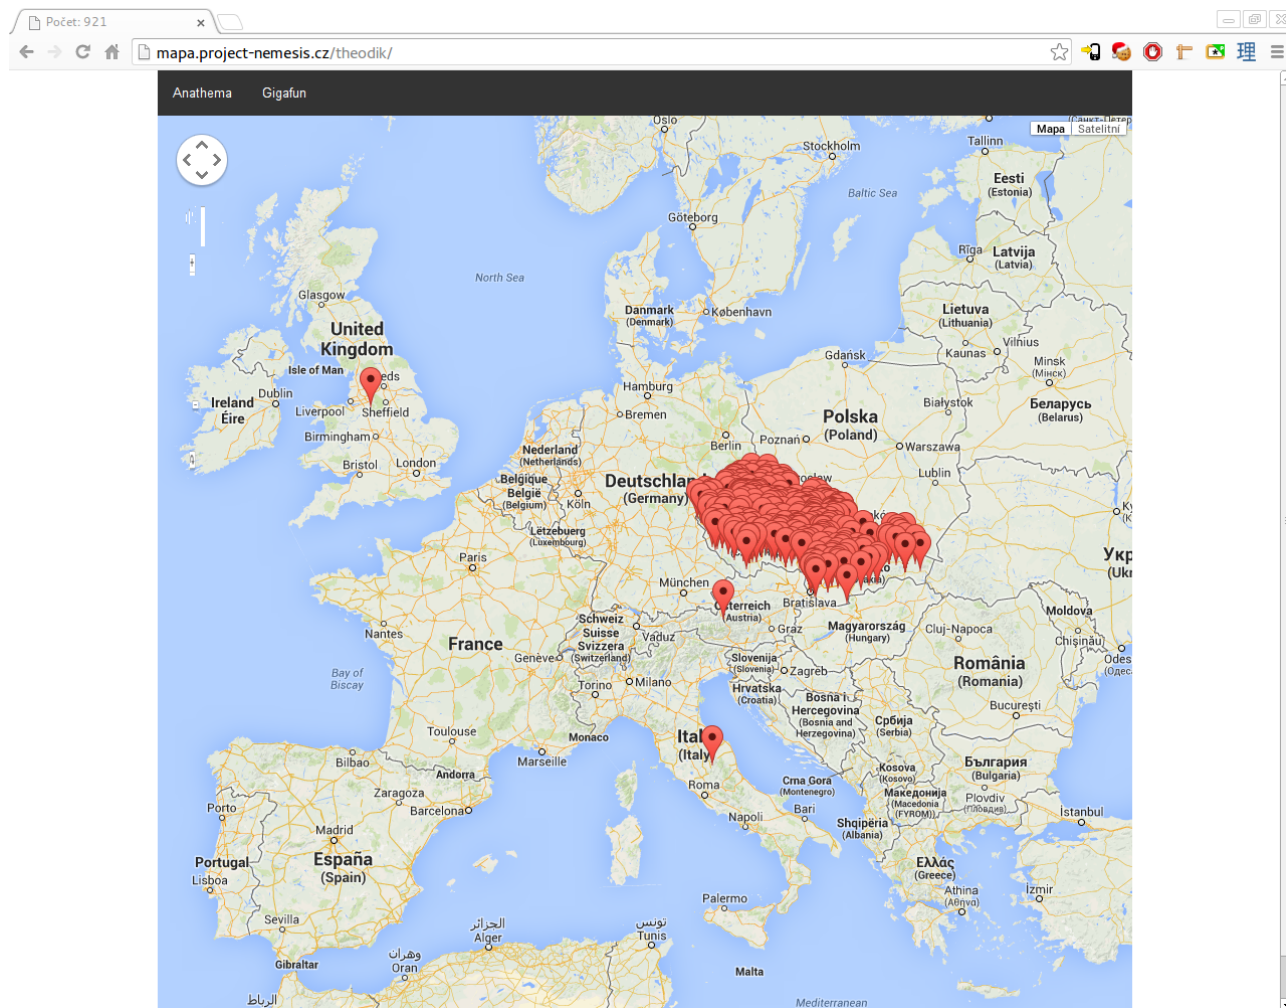 Počet: 921
mapa.project-nemesis.cz/theodik/
理
Anathema Gigafun
Mapa Satelitní
Oslo
Stockholm
Tallinn
Eesti
(Estonia)
Baltic Sea
Göteborg
Rīga
Latvija
(Latvia)
North Sea
Glasgow
United
Kingdom
Danmark
(Denmark)
København
Lietuva
(Lithuania)
Kaunas
Vilnius
Minsk
(Мінск)
Gdańsk
Isle of Man
Ireland
Éire
Dublin
Liverpool
Sheffield
Hamburg
Bremen
Białystok
Беларусь
(Belarus)
Polska
(Poland)
Birmingham
Berlin
Poznań
Warszawa
Nederland
(Netherlands)
Bristol
London
Lublin
België
(Belgium)
Köln
(Germany)
Lëtzebuerg
(Luxembourg)
Paris
München
(Austria)
Bratislava
Schweiz
Suisse
Svizzera
(Switzerland)
Vaduz
Graz
Magyarország
(Hungary)
Cluj-Napoca
Moldova
Chișinău
Nantes
France
Genève
Slovenija
(Slovenia)
Zagreb
România
(Romania)
Bay of
Biscay
Torino
Milano
Hrvatska
(Croatia)
Bosna i
Hercegovina
(Bosnia and
Herzegovina)
București
Србија
(Serbia)
Toulouse
Monaco
Marseille
(Italy)
Bilbao
Andorra
Roma
Crna Gora
(Montenegro)
Kosova
(Kosovo)
България
(Bulgaria)
Porto
Zaragoza
Barcelona
Bari
Македонија
(Macedonia
(FYROM))
Plovdiv
(Пловдив)
İstanbul
Napoli
Shqipëria
(Albania)
Madrid
España
(Spain)
Portugal
Lisboa
Ελλάς
(Greece)
Athina
(Αθήνα)
İzmir
Palermo
Sevilla
الجزائر
Alger
تونس
Tunis
Gibraltar
وهران
Oran
Malta
الرباط
Mediterranean